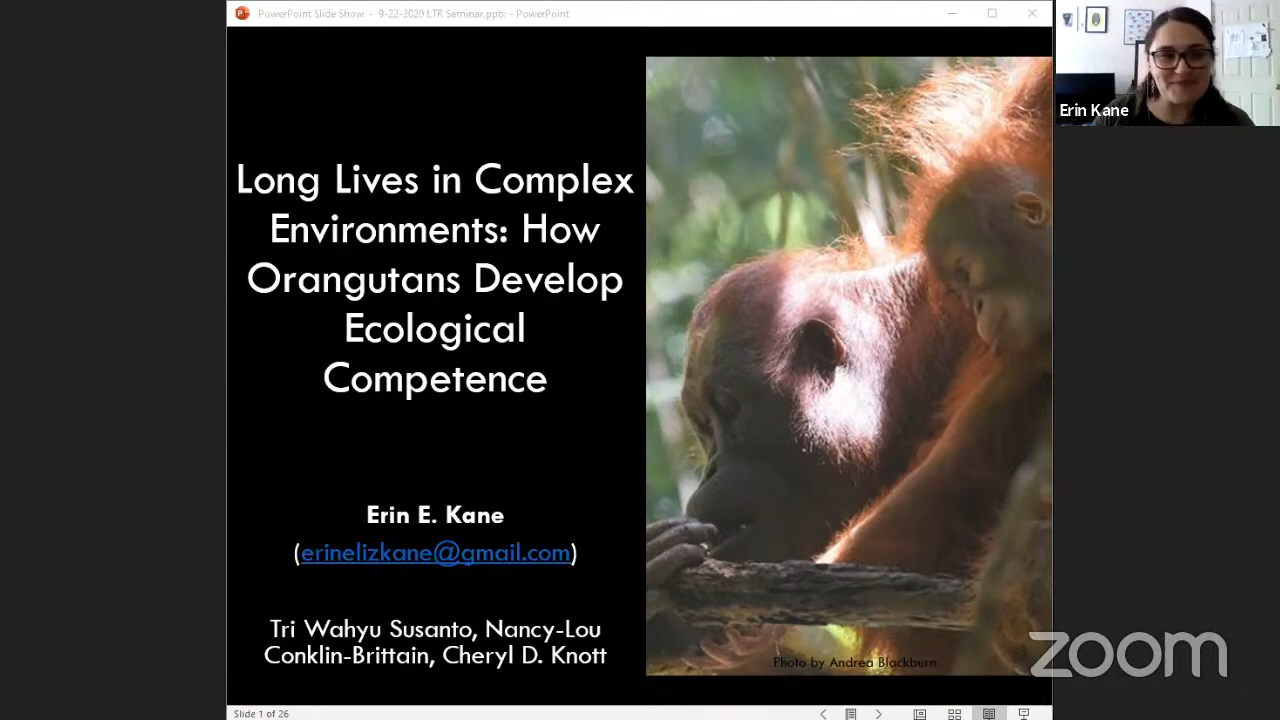 PowerPoint Slide Show - 9-22-2020 LTR Seminar.pptx - PowerPoint
Erin Kane
Long Lives in Complex
Environments: How
Orangutans Develop
Ecological
Competence
Erin E. Kane
(erinelizkane@gmail.com)
Tri Wahyu Susanto, Nancy-Lou
Conklin-Brittain, Cheryl D. Knott
Photo by Andrea Blackburn
zoom
Slide 1 of 26